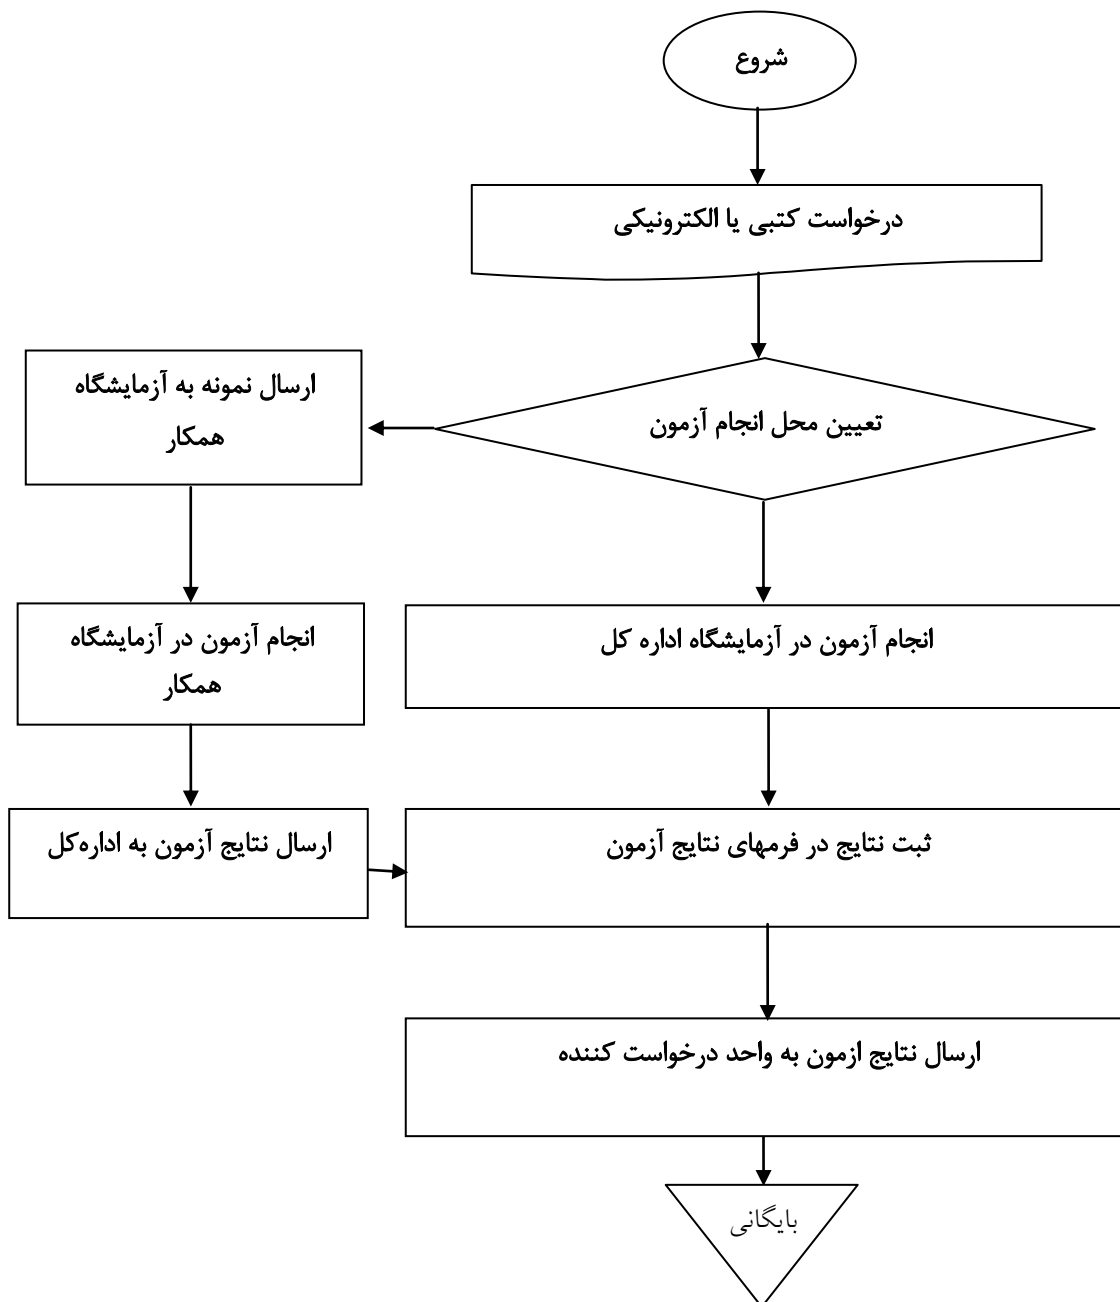 شروع
درخواست کتبی یا الکترونیکی
تعیین محل انجام آزمون
ارسال نمونه به آزمایشگاه
همکار
انجام آزمون در آزمایشگاه
همکار
انجام آزمون در آزمایشگاه اداره کل
ارسال نتایج آزمون به اداره‌کل
ثبت نتایج در فرمهای نتایج آزمون
ارسال نتایج ازمون به واحد درخواست کننده
بایگانی